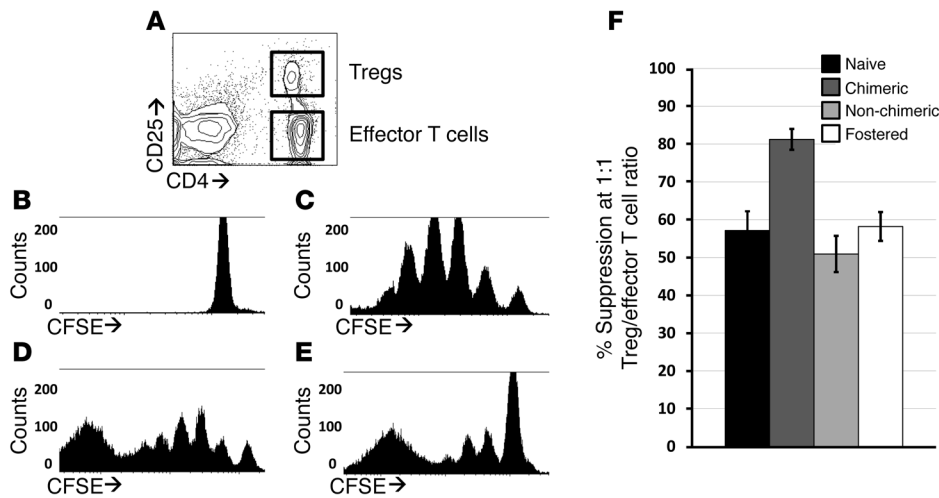 A
CD25→
CD4→
Tregs
Effector T cells
B
Counts
200
100
0
CFSE→
C
Counts
200
100
0
CFSE→
D
Counts
200
100
0
CFSE→
E
Counts
200
100
0
CFSE→
F
% Suppression at 1:1
Treg/effector T cell ratio
100
90
80
70
60
50
40
30
20
10
0
Naive
Chimeric
Non-chimeric
Fostered